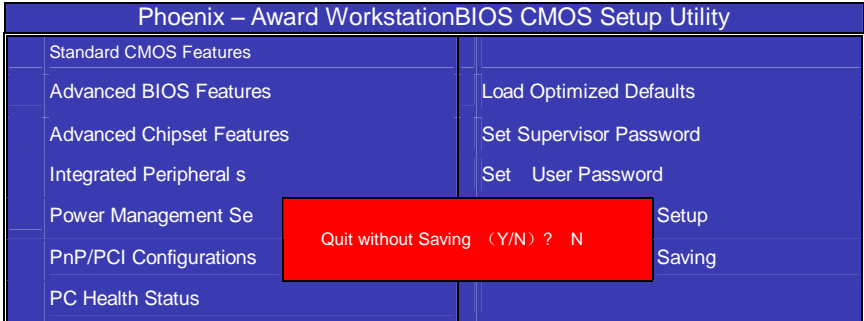 Phoenix – Award WorkstationBIOS CMOS Setup Utility
Standard CMOS Features
Advanced BIOS Features
Load Optimized Defaults
Advanced Chipset Features
Set Supervisor Password
Integrated Peripheral s
Set User Password
Power Management Se
Setup
Quit without Saving （Y/N）? N
PnP/PCI Configurations
Saving
PC Health Status